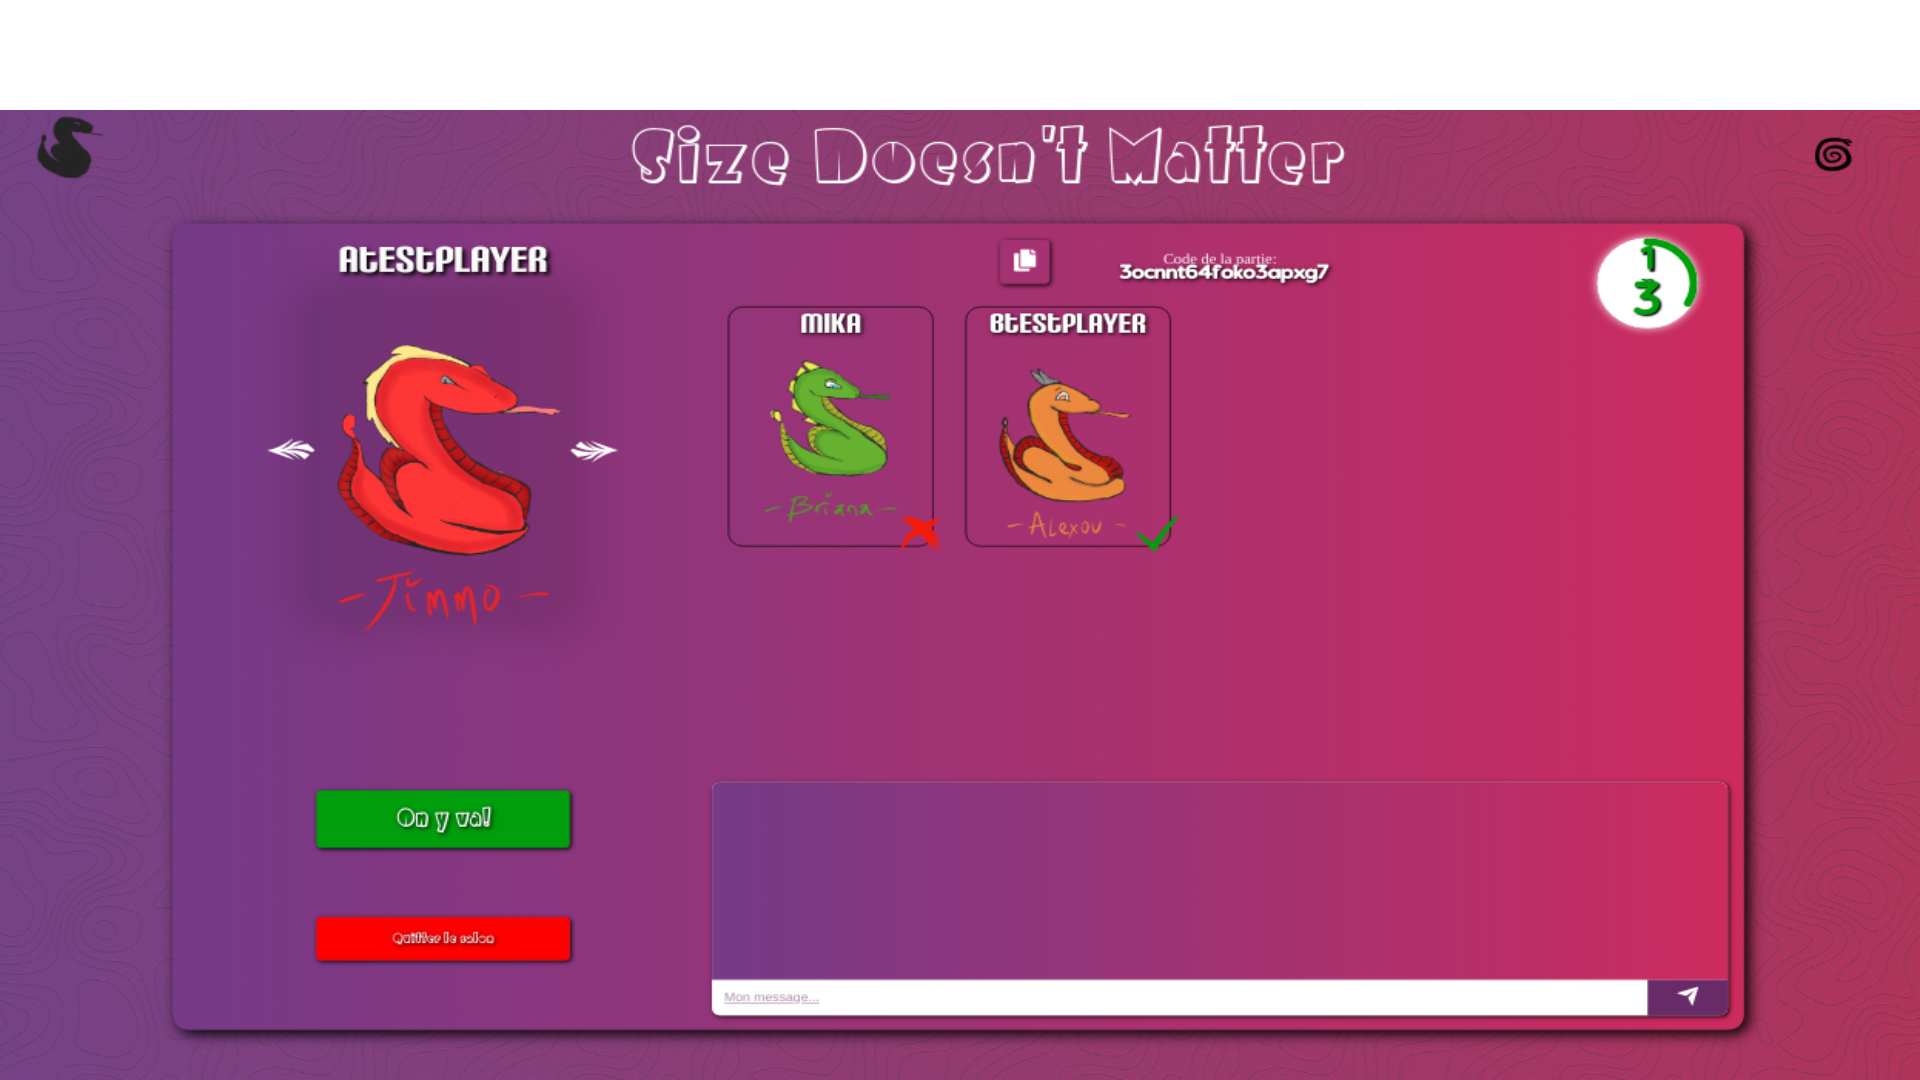 Size Doesn't Matter
ATESTPLAYER
Code de la partie:
3ocnnt64foko3apxg7
1
3
MIKA
BTESTPLAYER
-Jimmo-
-Briana-
-Alexou-
On y va!
Quitter le salon
Mon message...